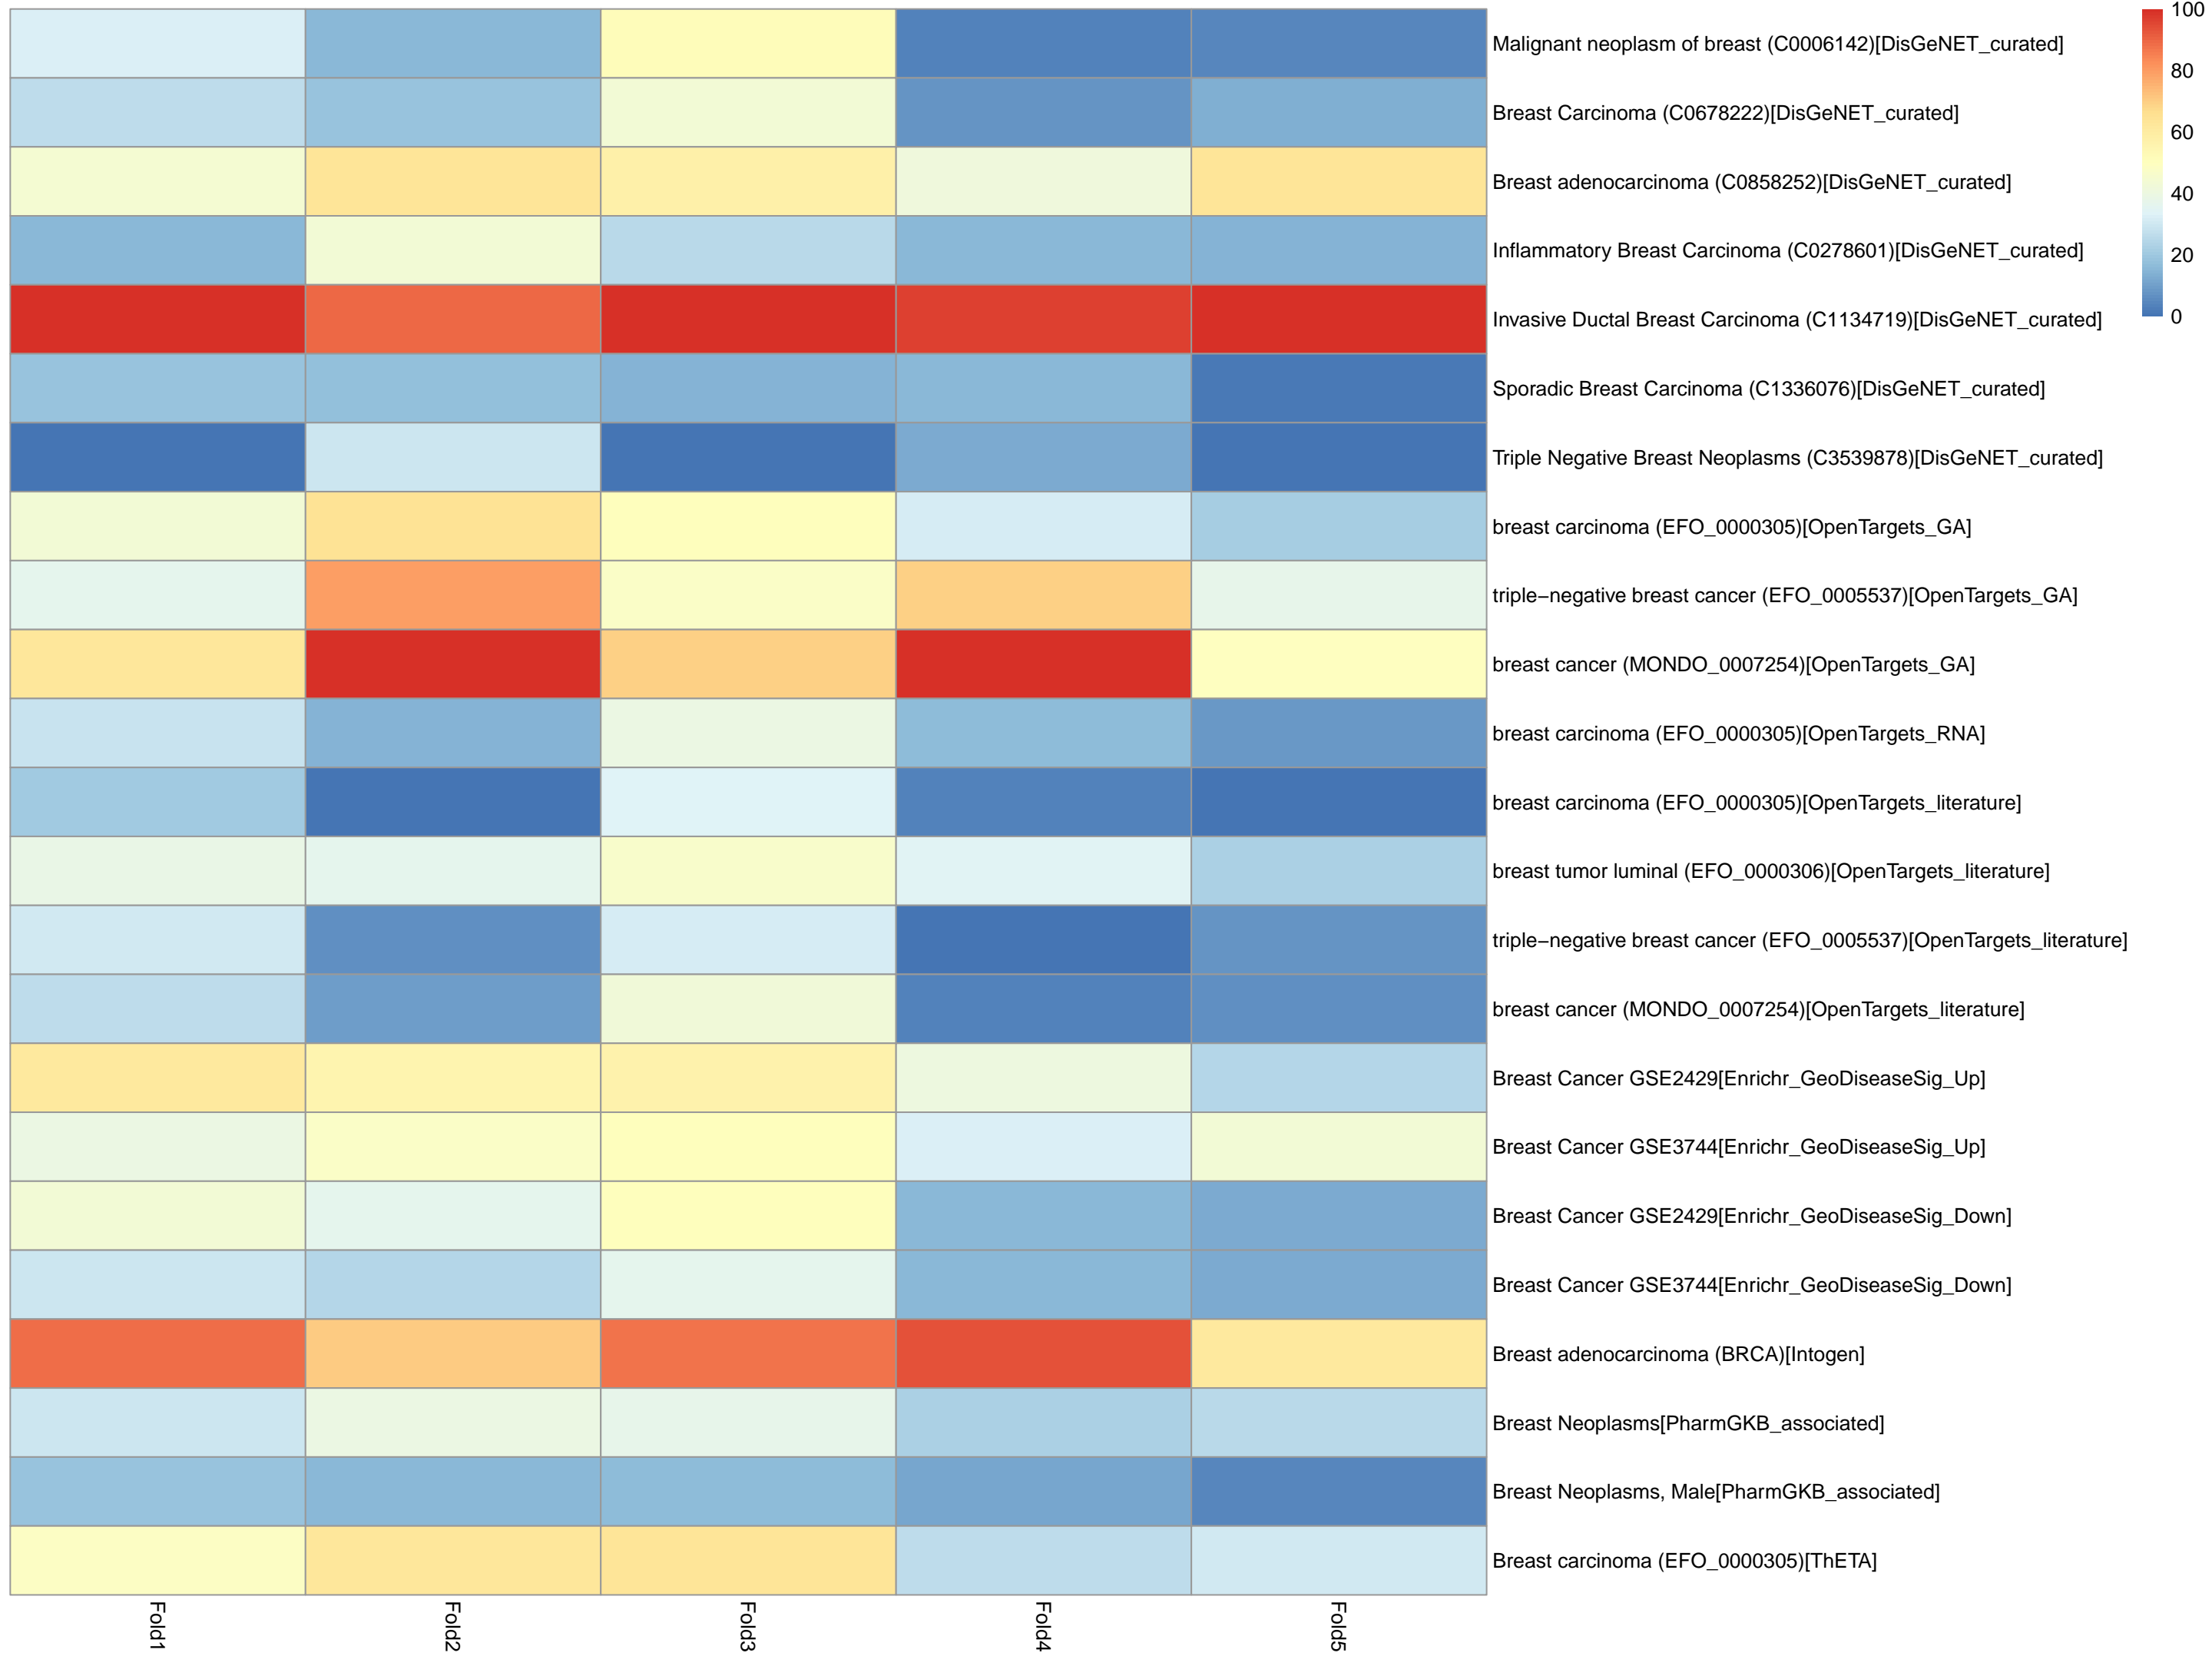 Malignant neoplasm of breast (C0006142)[DisGeNET_curated]
Breast Carcinoma (C0678222)[DisGeNET_curated]
Breast adenocarcinoma (C0858252)[DisGeNET_curated]
Inflammatory Breast Carcinoma (C0278601)[DisGeNET_curated]
Invasive Ductal Breast Carcinoma (C1134719)[DisGeNET_curated]
Sporadic Breast Carcinoma (C1336076)[DisGeNET_curated]
Triple Negative Breast Neoplasms (C3539878)[DisGeNET_curated]
breast carcinoma (EFO_0000305)[OpenTargets_GA]
triple−negative breast cancer (EFO_0005537)[OpenTargets_GA]
breast cancer (MONDO_0007254)[OpenTargets_GA]
breast carcinoma (EFO_0000305)[OpenTargets_RNA]
breast carcinoma (EFO_0000305)[OpenTargets_literature]
breast tumor luminal (EFO_0000306)[OpenTargets_literature]
triple−negative breast cancer (EFO_0005537)[OpenTargets_literature]
breast cancer (MONDO_0007254)[OpenTargets_literature]
Breast Cancer GSE2429[Enrichr_GeoDiseaseSig_Up]
Breast Cancer GSE3744[Enrichr_GeoDiseaseSig_Up]
Breast Cancer GSE2429[Enrichr_GeoDiseaseSig_Down]
Breast Cancer GSE3744[Enrichr_GeoDiseaseSig_Down]
Breast adenocarcinoma (BRCA)[Intogen]
Breast Neoplasms[PharmGKB_associated]
Breast Neoplasms, Male[PharmGKB_associated]
Breast carcinoma (EFO_0000305)[ThETA]
Fold1
Fold2
Fold3
Fold4
Fold5
100
80
60
40
20
0